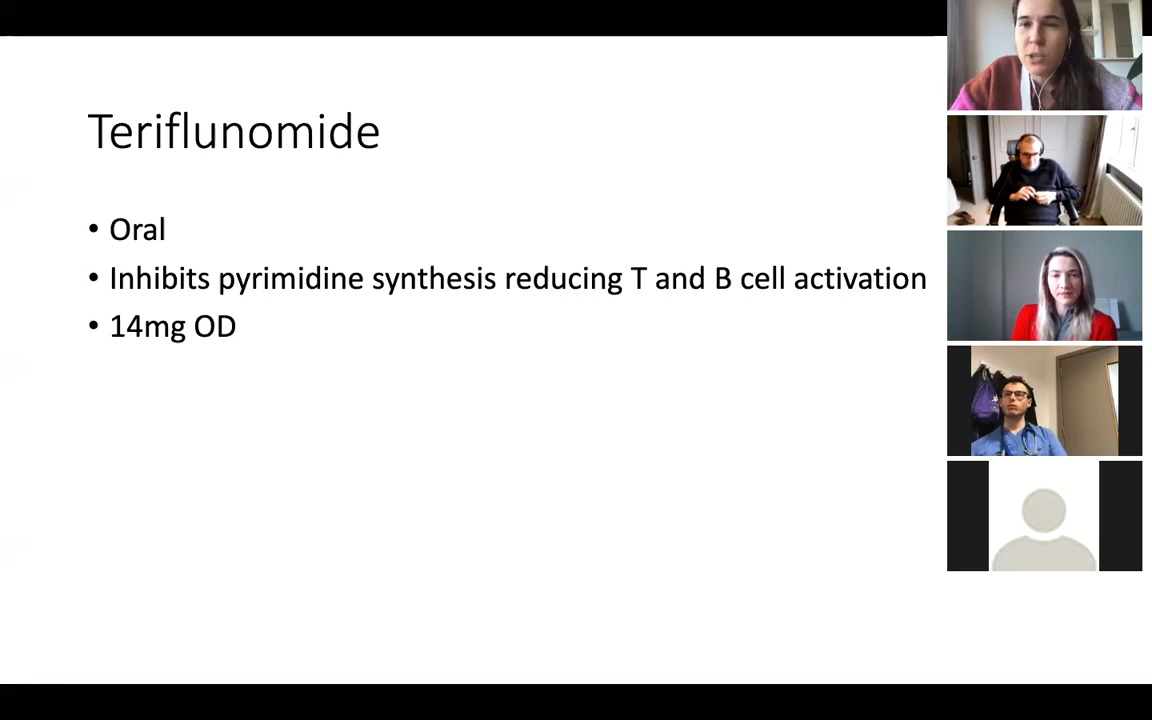 Teriflunomide
• Oral
• Inhibits pyrimidine synthesis reducing T and B cell activation
• 14mg OD